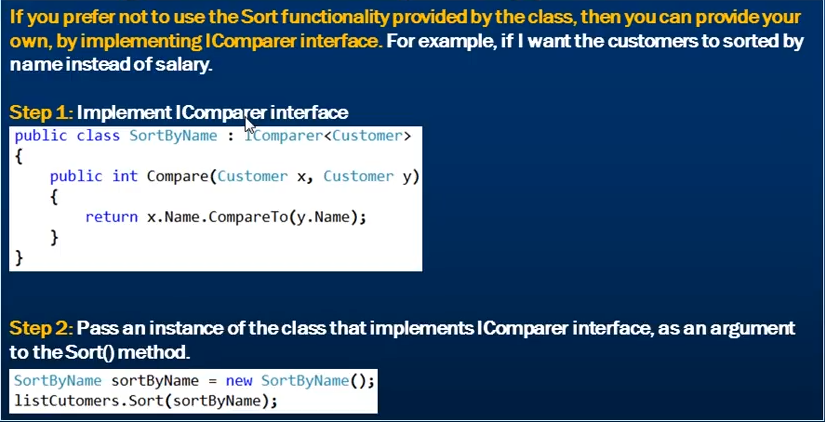 If you prefer not to use the Sort functionality provided by the class, then you can provide your
own, by implementing IComparer interface. For example, if I want the customers to sorted by
name instead of salary.
Step 1: Implement IComparer interface
public class SortByName : IComparer<Customer>
{
public int Compare(Customer x, Customer y)
{
return x.Name.CompareTo(y.Name);
}
}
Step 2: Pass an instance of the class that implements IComparer interface, as an argument
to the Sort() method.
SortByName sortByName = new SortByName();
listCutomers.Sort(sortByName);